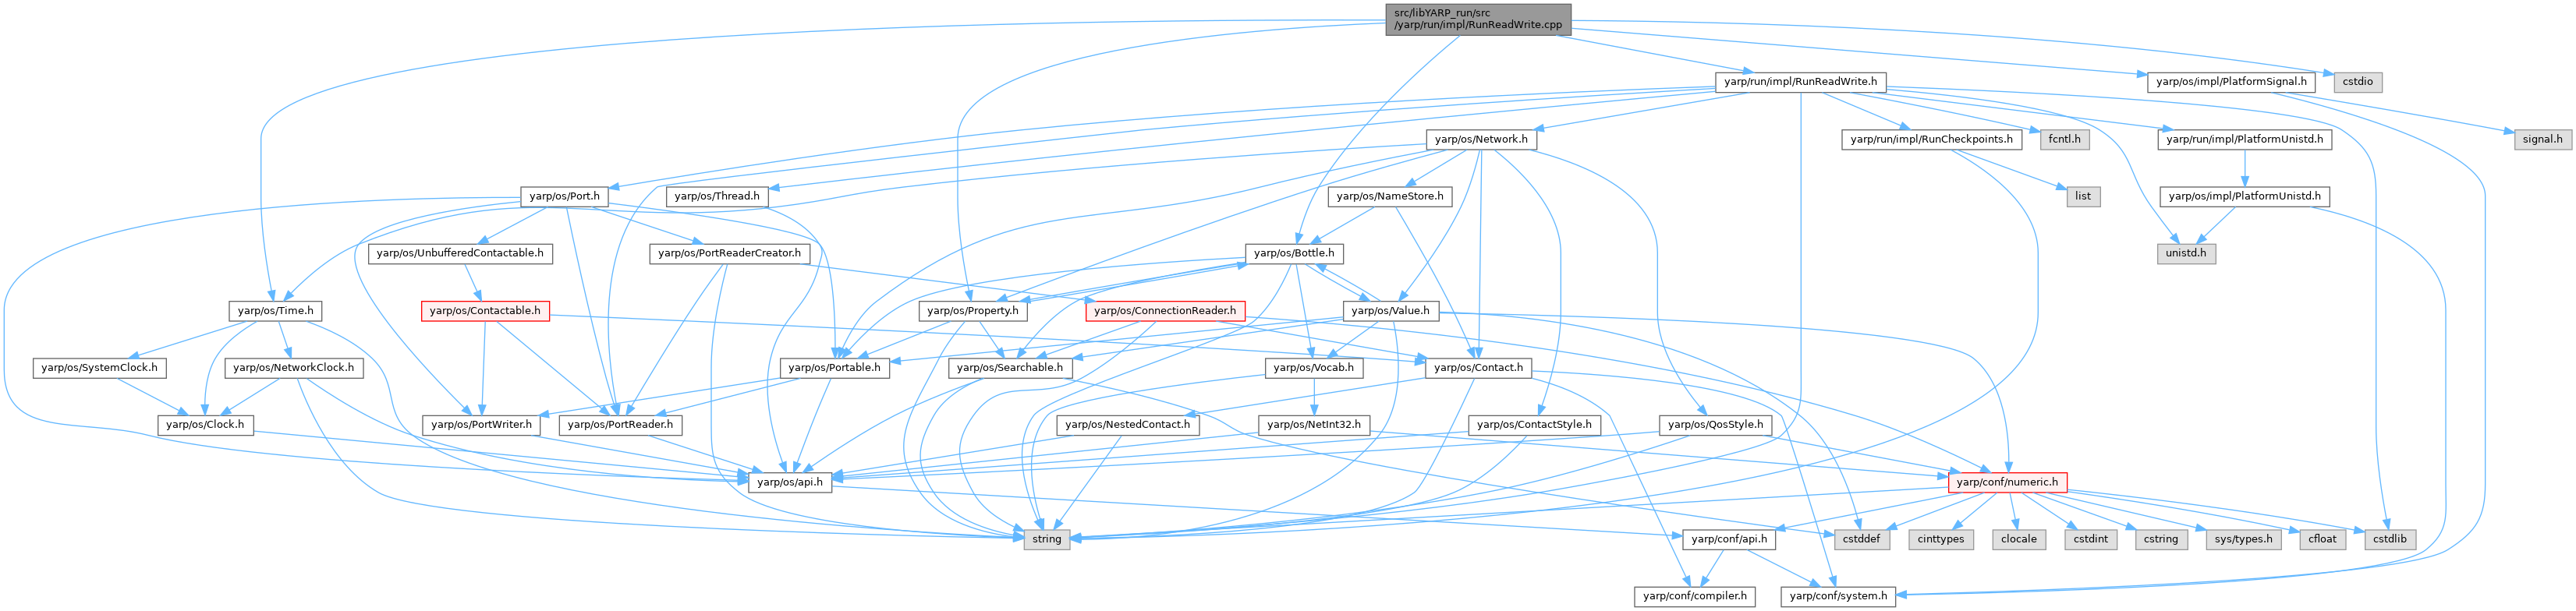 src/libYARP_run/src
/yarp/run/impl/RunReadWrite.cpp
yarp/run/impl/RunReadWrite.h
yarp/os/impl/PlatformSignal.h
cstdio
yarp/os/Network.h
yarp/run/impl/RunCheckpoints.h
fcntl.h
yarp/run/impl/PlatformUnistd.h
signal.h
yarp/os/Port.h
yarp/os/Thread.h
yarp/os/NameStore.h
list
yarp/os/impl/PlatformUnistd.h
yarp/os/UnbufferedContactable.h
yarp/os/PortReaderCreator.h
yarp/os/Bottle.h
unistd.h
yarp/os/Time.h
yarp/os/Contactable.h
yarp/os/Property.h
yarp/os/ConnectionReader.h
yarp/os/Value.h
yarp/os/SystemClock.h
yarp/os/NetworkClock.h
yarp/os/Portable.h
yarp/os/Searchable.h
yarp/os/Vocab.h
yarp/os/Contact.h
yarp/os/Clock.h
yarp/os/PortWriter.h
yarp/os/PortReader.h
yarp/os/NestedContact.h
yarp/os/NetInt32.h
yarp/os/ContactStyle.h
yarp/os/QosStyle.h
yarp/os/api.h
yarp/conf/numeric.h
string
yarp/conf/api.h
cstddef
cinttypes
clocale
cstdint
cstring
sys/types.h
cfloat
cstdlib
yarp/conf/compiler.h
yarp/conf/system.h